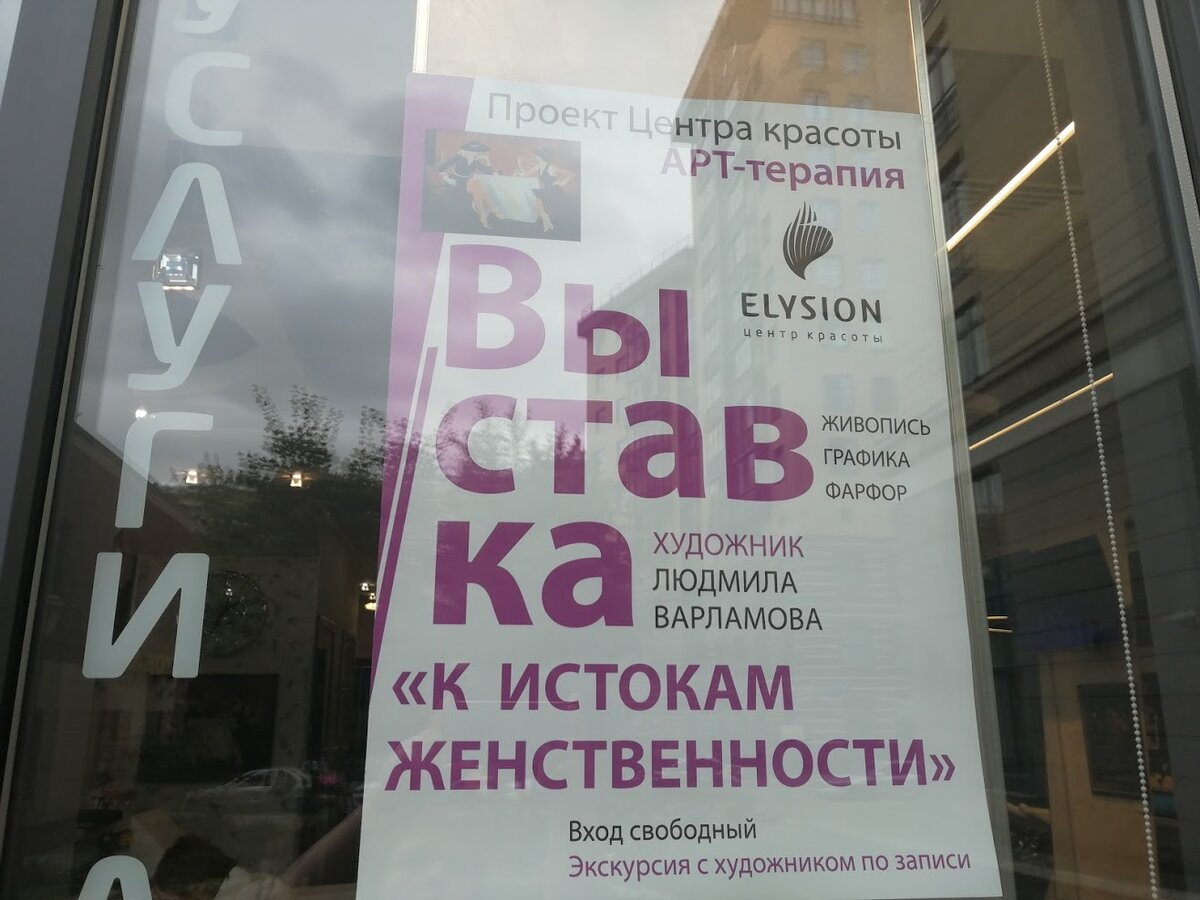 услуги
Проект Центра красоты
АРТ-терапия
ELYSION
центр красоты
Вы
став
ка
ЖИВОПИСЬ
ГРАФИКА
ФАРФОР
ХУДОЖНИК
ЛЮДМИЛА
ВАРЛАМОВА
«К ИСТОКАМ
ЖЕНСТВЕННОСТИ»
Вход свободный
Экскурсия с художником по записи